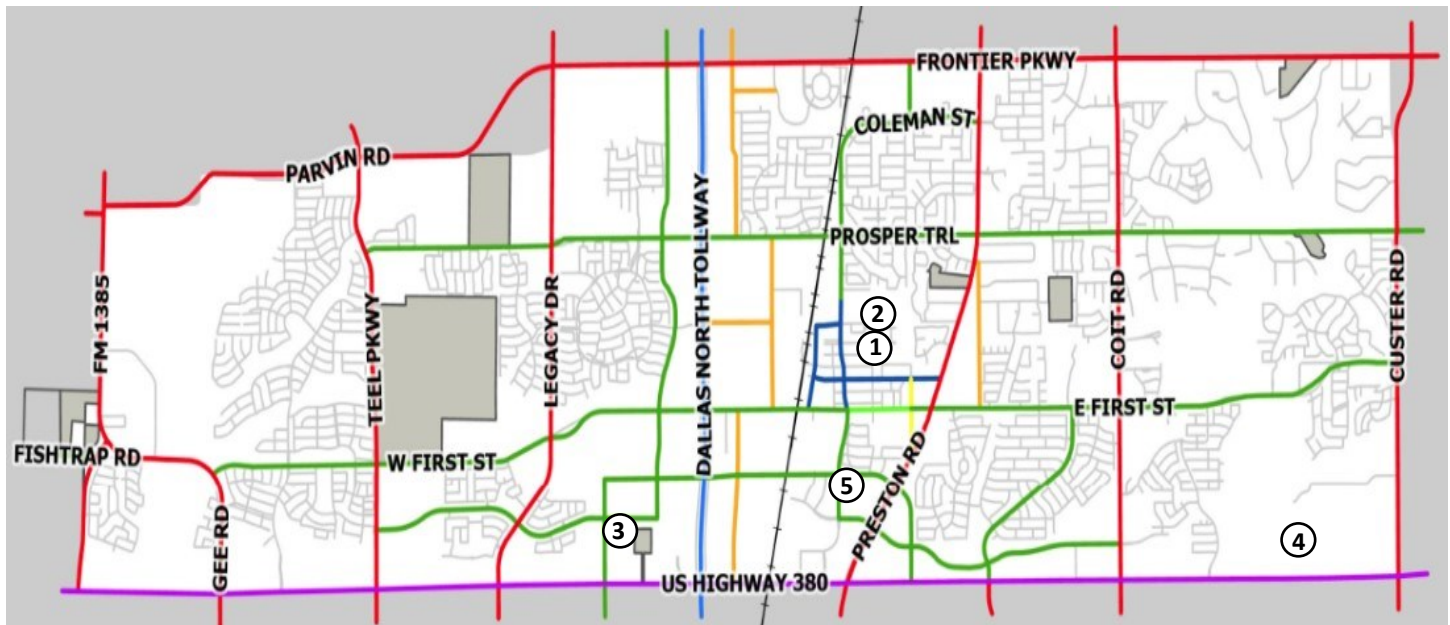 FRONTIER PKWY
COLEMAN ST
PARVIN RD
PROSPER TRL
FM 1385
TEEL PKWY
LEGACY DR
DALLAS NORTH TOLLWAY
COIT RD
CUSTER RD
2
1
E FIRST ST
FISHTRAP RD
W FIRST ST
GEE RD
PRESTON RD
5
3
4
US HIGHWAY 380